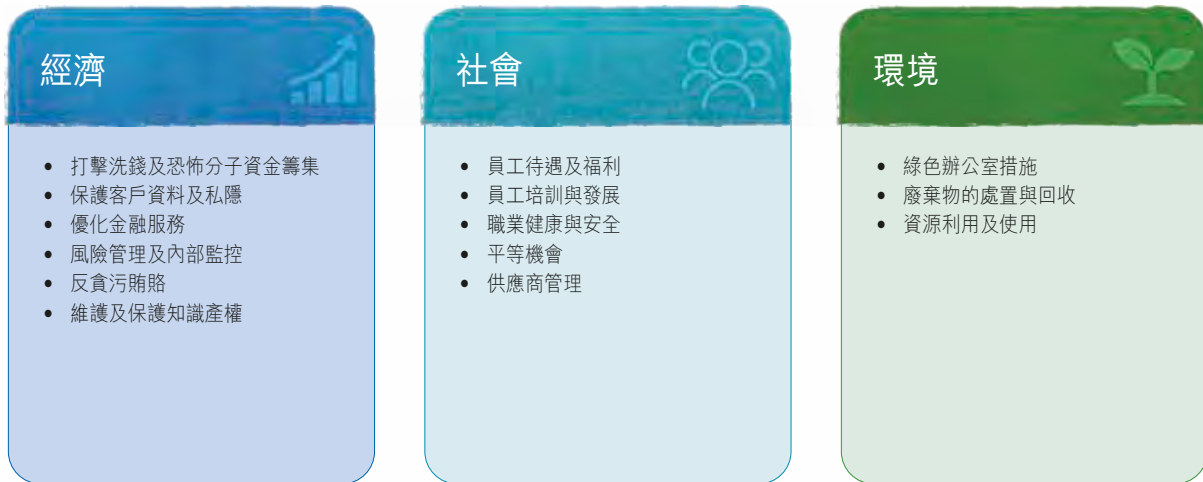 經濟
• 打擊洗錢及恐怖分子資金籌集
• 保護客戶資料及私隱
• 優化金融服務
• 風險管理及內部監控
• 反貪污賄賂
• 維護及保護知識產權
社會
• 員工待遇及福利
• 員工培訓與發展
• 職業健康與安全
• 平等機會
• 供應商管理
環境
• 綠色辦公室措施
• 廢棄物的處置與回收
• 資源利用及使用